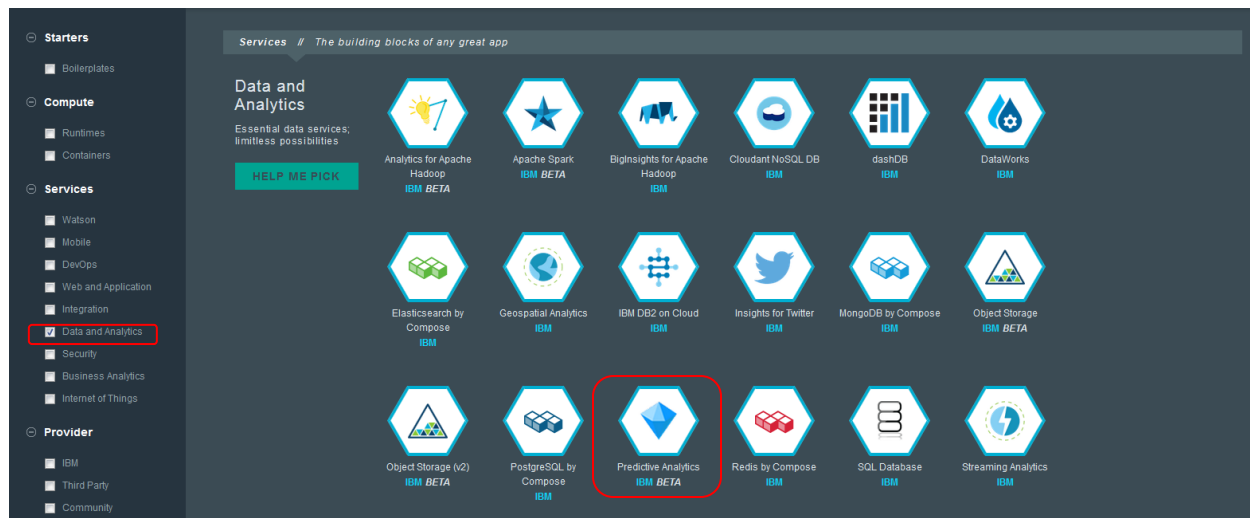 Starters
Boilerplates
Compute
Runtimes
Containers
Services
Watson
Mobile
DevOps
Web and Application
Integration
Data and Analytics
Security
Business Analytics
Internet of Things
Provider
IBM
Third Party
Community
Services // The building blocks of any great app
Data and
Analytics
Essential data services;
limitless possibilities
HELP ME PICK
Analytics for Apache
Hadoop
IBM BETA
Apache Spark
IBM BETA
BigInsights for Apache
Hadoop
IBM
Cloudant NoSQL DB
IBM
dashDB
IBM
DataWorks
IBM
Elasticsearch by
Compose
IBM
Geospatial Analytics
IBM
IBM DB2 on Cloud
IBM
Insights for Twitter
IBM
MongoDB by Compose
IBM
Object Storage
IBM BETA
Object Storage (v2)
IBM BETA
PostgreSQL by
Compose
IBM
Predictive Analytics
IBM BETA
Redis by Compose
IBM
SQL Database
IBM
Streaming Analytics
IBM